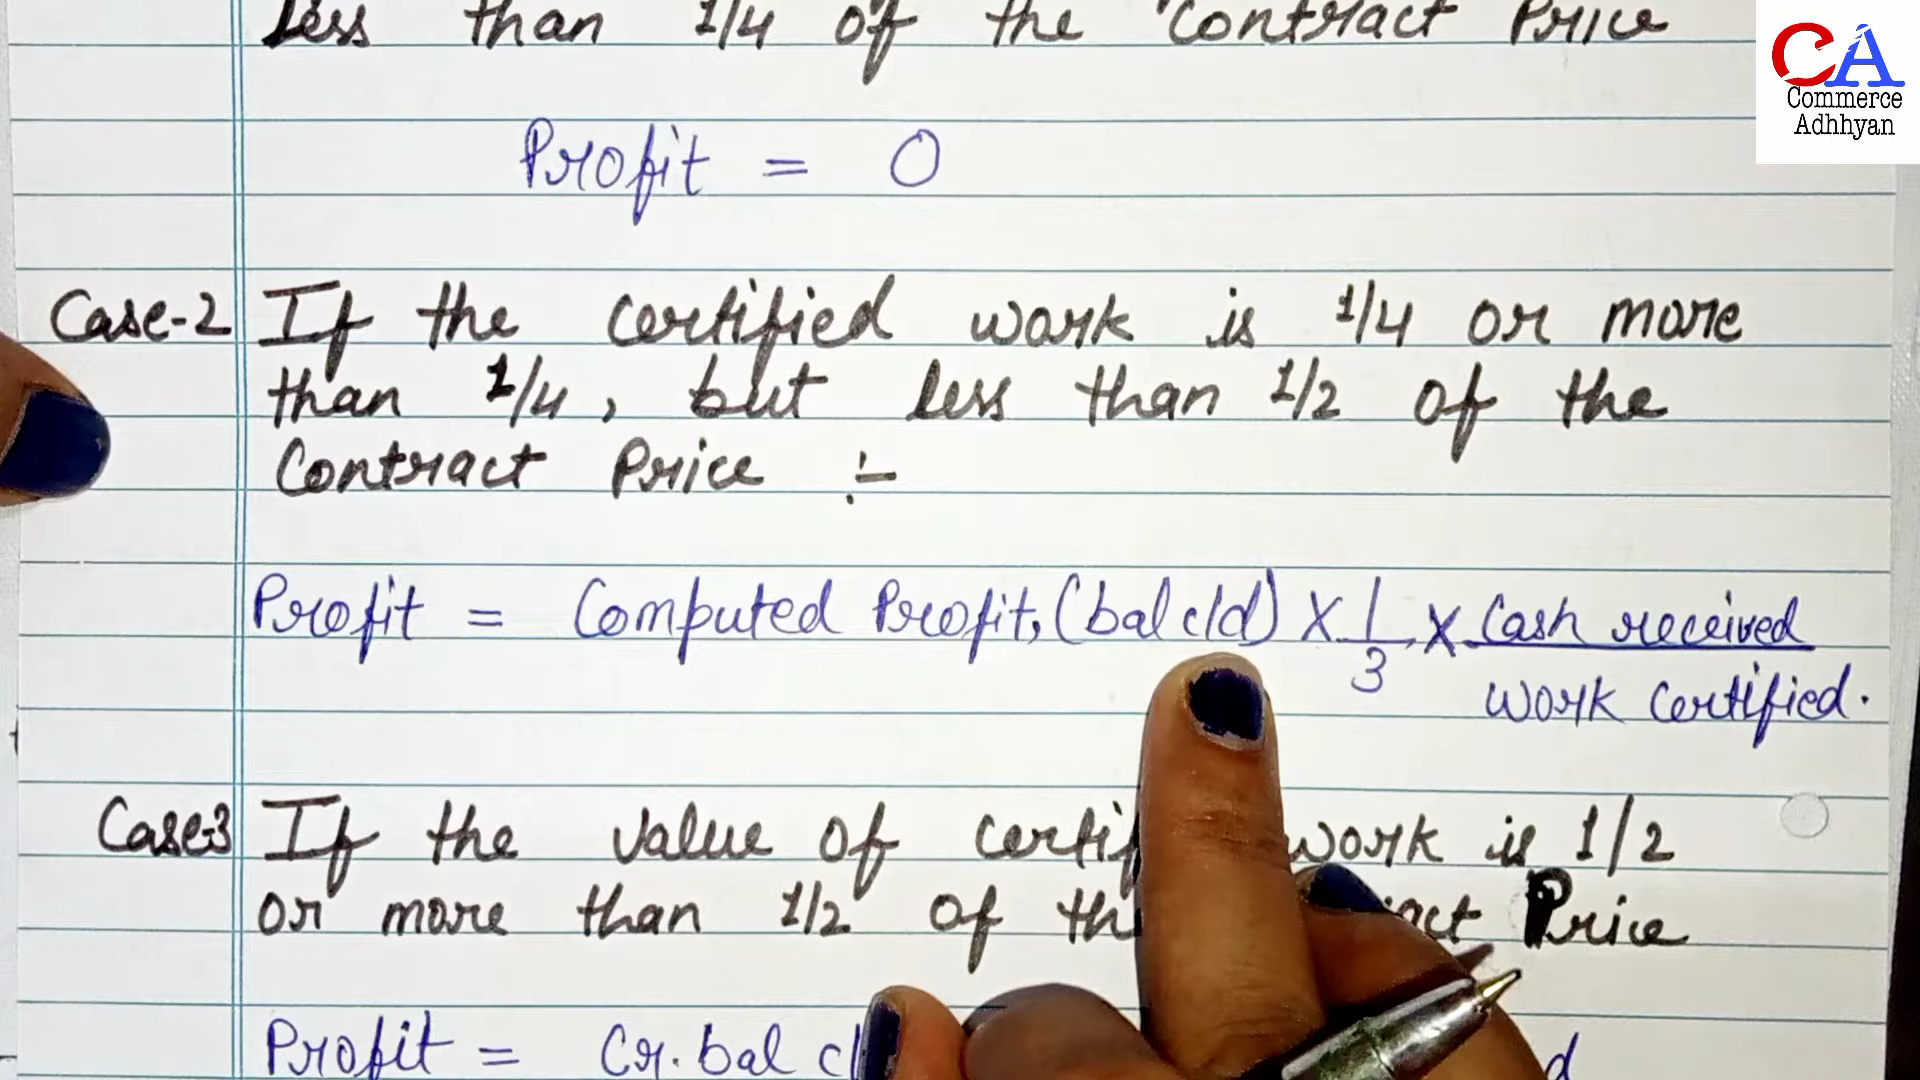 Less than 1/4 of the Contract Price
CA
Commerce
Adhhyan
Profit = 0
Case-2 If the certified work is 1/4 or more
than 1/4, but less than 1/2 of the
Contract Price :-
Profit = Computed Profit, (bal c/d) X 1/3 X Cash received
Work certified.
Case-3 If the value of work is 1/2
or more than 1/2 of Price
Profit = Cr. bal